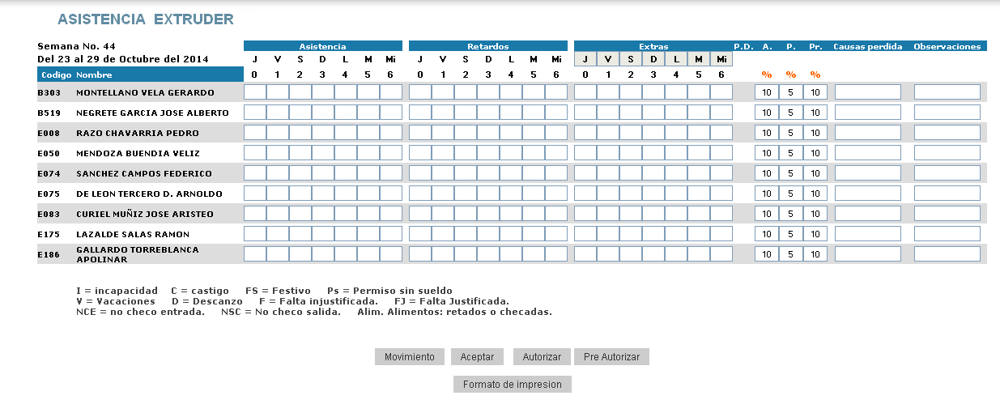 ASISTENCIA EXTRUDER
Semana No. 44 Asistencia Retardos Extras P.D. A. P. Pr. Causas perdida Observaciones
Del 23 al 29 de Octubre del 2014 J V S D L M Mi J V S D L M Mi J V S D L M Mi
Codigo Nombre 0 1 2 3 4 5 6 0 1 2 3 4 5 6 0 1 2 3 4 5 6 % % %
B303 MONTELLANO VELA GERARDO 10 5 10
B519 NEGRETE GARCIA JOSE ALBERTO 10 5 10
E008 RAZO CHAVARRIA PEDRO 10 5 10
E050 MENDOZA BUENDIA VELIZ 10 5 10
E074 SANCHEZ CAMPOS FEDERICO 10 5 10
E075 DE LEON TERCERO D. ARNOLDO 10 5 10
E083 CURIEL MUÑIZ JOSE ARISTEO 10 5 10
E175 LAZALDE SALAS RAMON 10 5 10
E186 GALLARDO TORREBLANCA 10 5 10
APOLINAR
I = incapacidad C = castigo FS = Festivo Ps = Permiso sin sueldo
V = Vacaciones D = Descanzo F = Falta injustificada. FJ = Falta Justificada.
NCE = no checo entrada. NSC = No checo salida. Alim. Alimentos: retados o checadas.
Movimiento Aceptar Autorizar Pre Autorizar
Formato de impresion